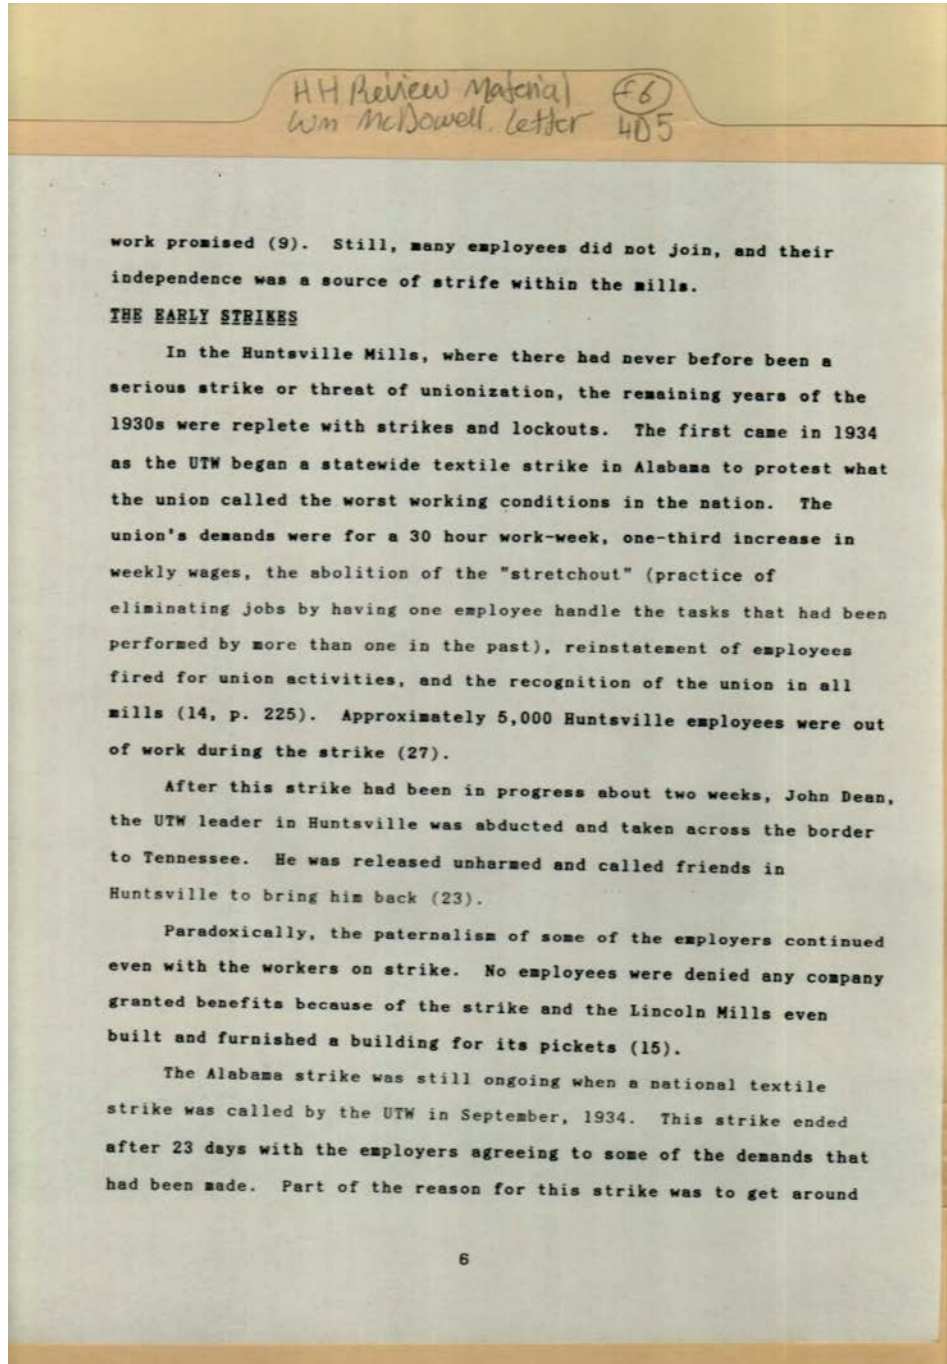 HH Review Material F6
Wm McDowell Letter 4D5
work promised (9).  Still, many employees did not join, and their
independence was a source of strife within the mills.
THE EARLY STRIKES
In the Huntsville Mills, where there had never before been a
serious strike or threat of unionization, the remaining years of the
1930s were replete with strikes and lockouts.  The first came in 1934
as the UTW began a statewide textile strike in Alabama to protest what
the union called the worst working conditions in the nation.  The
union's demands were for a 30 hour work-week, one-third increase in
weekly wages, the abolition of the "stretchout" (practice of
eliminating jobs by having one employee handle the tasks that had been
performed by more than one in the past), reinstatement of employees
fired for union activities, and the recognition of the union in all
mills (14, p. 225).  Approximately 5,000 Huntsville employees were out
of work during the strike (27).
After this strike had been in progress about two weeks, John Dean,
the UTW leader in Huntsville was abducted and taken across the border
to Tennessee.  He was released unharmed and called friends in
Huntsville to bring him back (23).
Paradoxically, the paternalism of some of the employers continued
even with the workers on strike.  No employees were denied any company
granted benefits because of the strike and the Lincoln Mills even
built and furnished a building for its pickets (15).
The Alabama strike was still ongoing when a national textile
strike was called by the UTW in September, 1934.  This strike ended
after 23 days with the employers agreeing to some of the demands that
had been made.  Part of the reason for this strike was to get around
6